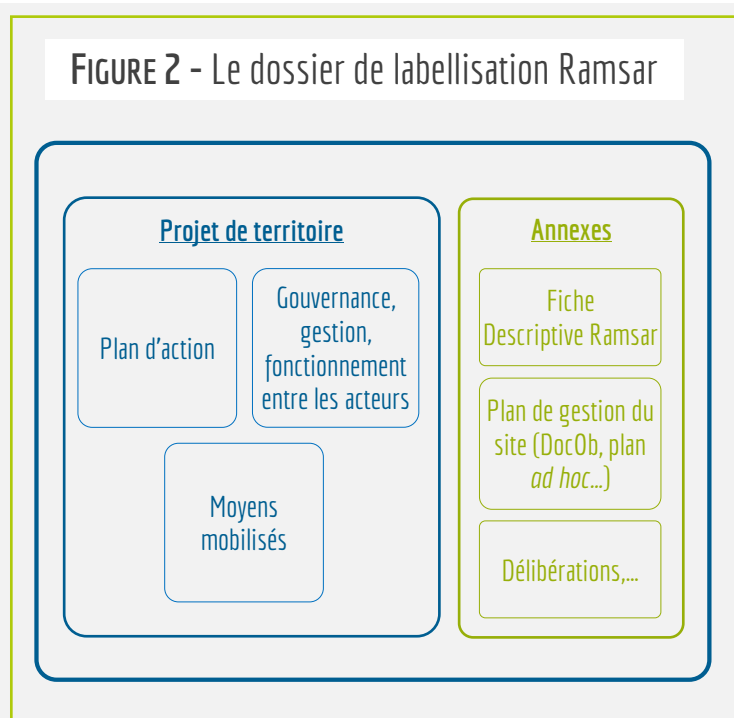 FIGURE 2 - Le dossier de labellisation Ramsar
Projet de territoire
Plan d'action
Gouvernance,
gestion,
fonctionnement
entre les acteurs
Moyens
mobilisés
Annexes
Fiche
Descriptive Ramsar
Plan de gestion du
site (DocOb, plan
ad hoc...)
Délibérations,...